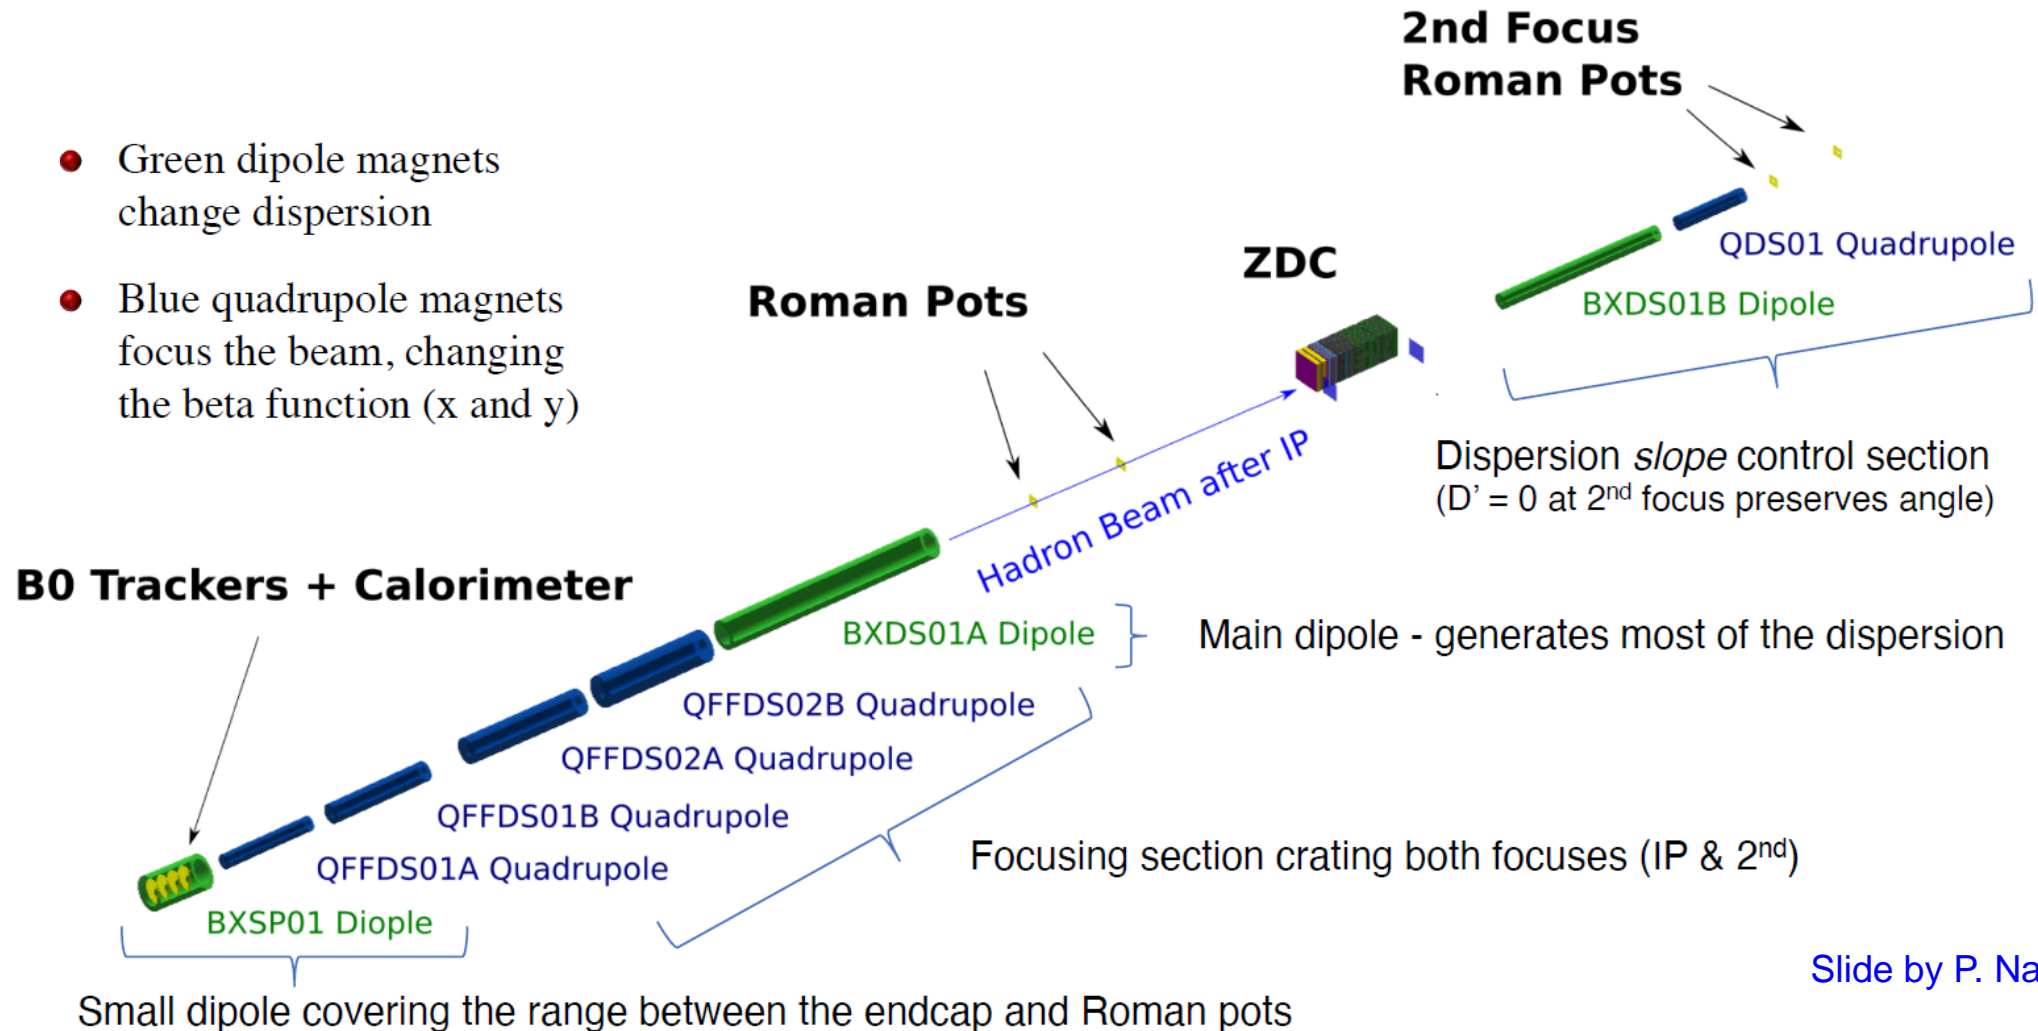 2nd Focus
Roman Pots
Green dipole magnets
change dispersion
Blue quadrupole magnets
focus the beam, changing
the beta function (x and y)
Roman Pots
ZDC
QDS01 Quadrupole
BXDS01B Dipole
Dispersion slope control section
(D' = 0 at 2nd focus preserves angle)
Hadron Beam after IP
B0 Trackers + Calorimeter
BXDS01A Dipole
Main dipole - generates most of the dispersion
QFFDS02B Quadrupole
QFFDS02A Quadrupole
QFFDS01B Quadrupole
QFFDS01A Quadrupole
Focusing section crating both focuses (IP & 2nd)
BXSP01 Diople
Slide by P. Na
Small dipole covering the range between the endcap and Roman pots